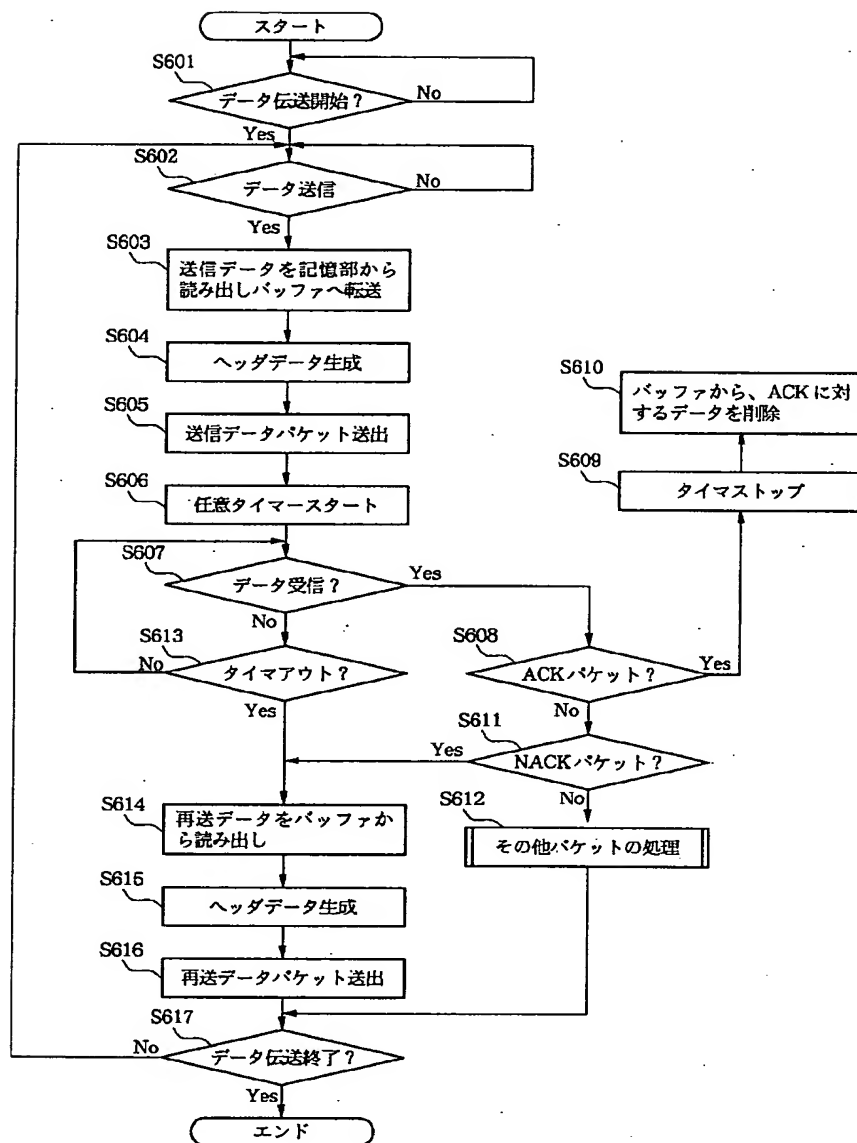 スタート
S601
データ伝送開始?
No
Yes
S602
データ送信
No
Yes
S603
送信データを記憶部から
読み出しバッファへ転送
S604
ヘッダデータ生成
S605
送信データパケット送出
S606
任意タイマースタート
S607
データ受信?
Yes
No
S613
タイマアウト?
No
Yes
S608
ACKパケット?
Yes
No
S609
タイマストップ
S610
バッファから、ACKに対
するデータを削除
S611
NACKパケット?
Yes
No
S612
その他パケットの処理
S614
再送データをバッファか
ら読み出し
S615
ヘッダデータ生成
S616
再送データパケット送出
S617
データ伝送終了?
No
Yes
エンド